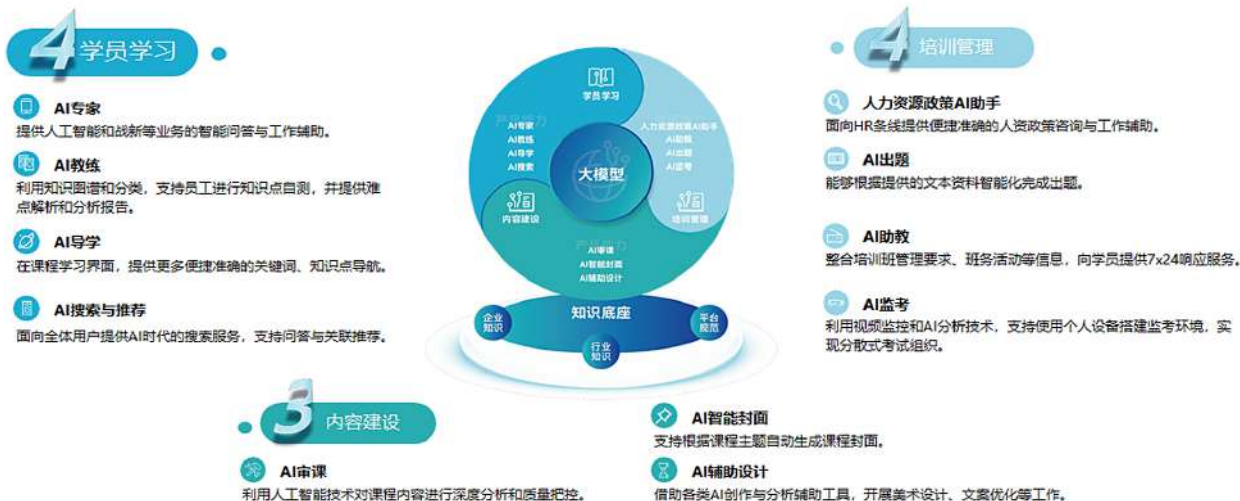 4 学员学习
AI专家
提供人工智能和战新等业务的智能问答与工作辅助。
AI教练
利用知识图谱和分类，支持员工进行知识点自测，并提供难
点解析和分析报告。
AI导学
在课程学习界面，提供更多便捷准确的关键词、知识点导航。
AI搜索与推荐
面向全体用户提供AI时代的搜索服务，支持问答与关联推荐。
学员学习
产品能力
AI专家
AI教练
AI导学
AI搜索
人力资源政策AI助手
AI助教
AI出题
AI监考
大模型
内容建设
培训管理
产品能力
AI审课
AI智能封面
AI辅助设计
知识底座
企业
知识
行业
知识
平台
规范
4 培训管理
人力资源政策AI助手
面向HR条线提供便捷准确的人资政策咨询与工作辅助。
AI出题
能够根据提供的文本资料智能化完成出题。
AI助教
整合培训班管理要求、班务活动等信息，向学员提供7x24响应服务。
AI监考
利用视频监控和AI分析技术，支持使用个人设备搭建监考环境，实
现分散式考试组织。
3 内容建设
AI审课
利用人工智能技术对课程内容进行深度分析和质量把控。
AI智能封面
支持根据课程主题自动生成课程封面。
AI辅助设计
借助各类AI创作与分析辅助工具，开展美术设计、文案优化等工作。